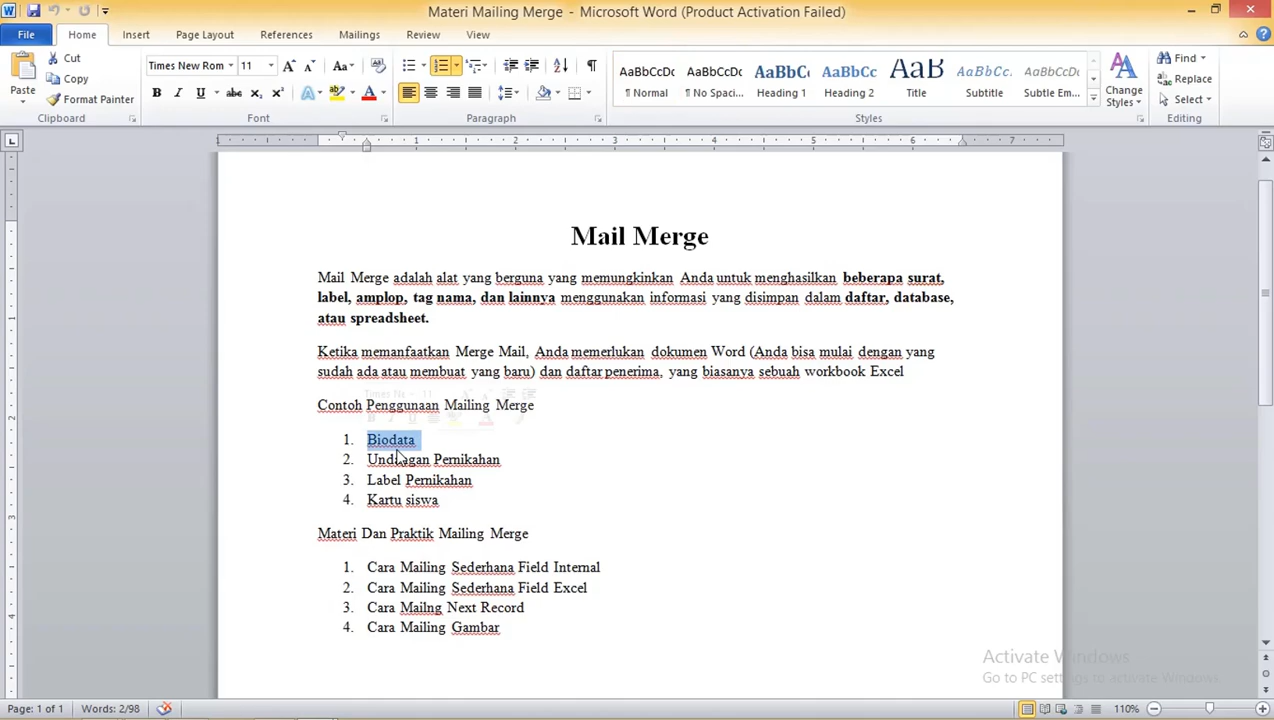 Materi Mailing Merge - Microsoft Word (Product Activation Failed)
File Home Insert Page Layout References Mailings Review View
Paste
Cut
Copy
Format Painter
Clipboard
Times New Rom 11
Font
Paragraph
AaBbCcDc AaBbCcDc AaBbCc AaBbCc AaB AaBbCcL AaBbCcDc
¶ Normal ¶ No Spaci... Heading 1 Heading 2 Title Subtitle Subtle Em...
Change
Styles
Styles
Find
Replace
Select
Editing
Mail Merge
Mail Merge adalah alat yang berguna yang memungkinkan Anda untuk menghasilkan beberapa surat,
label, amplop, tag nama, dan lainnya menggunakan informasi yang disimpan dalam daftar, database,
atau spreadsheet.
Ketika memanfaatkan Merge Mail, Anda memerlukan dokumen Word (Anda bisa mulai dengan yang
sudah ada atau membuat yang baru) dan daftar penerima, yang biasanya sebuah workbook Excel
Contoh Penggunaan Mailing Merge
1. Biodata
2. Undangan Pernikahan
3. Label Pernikahan
4. Kartu siswa
Materi Dan Praktik Mailing Merge
1. Cara Mailing Sederhana Field Internal
2. Cara Mailing Sederhana Field Excel
3. Cara Mailng Next Record
4. Cara Mailing Gambar
Activate Windows
Go to PC settings to activate Windows.
Page: 1 of 1 Words: 2/98 110%